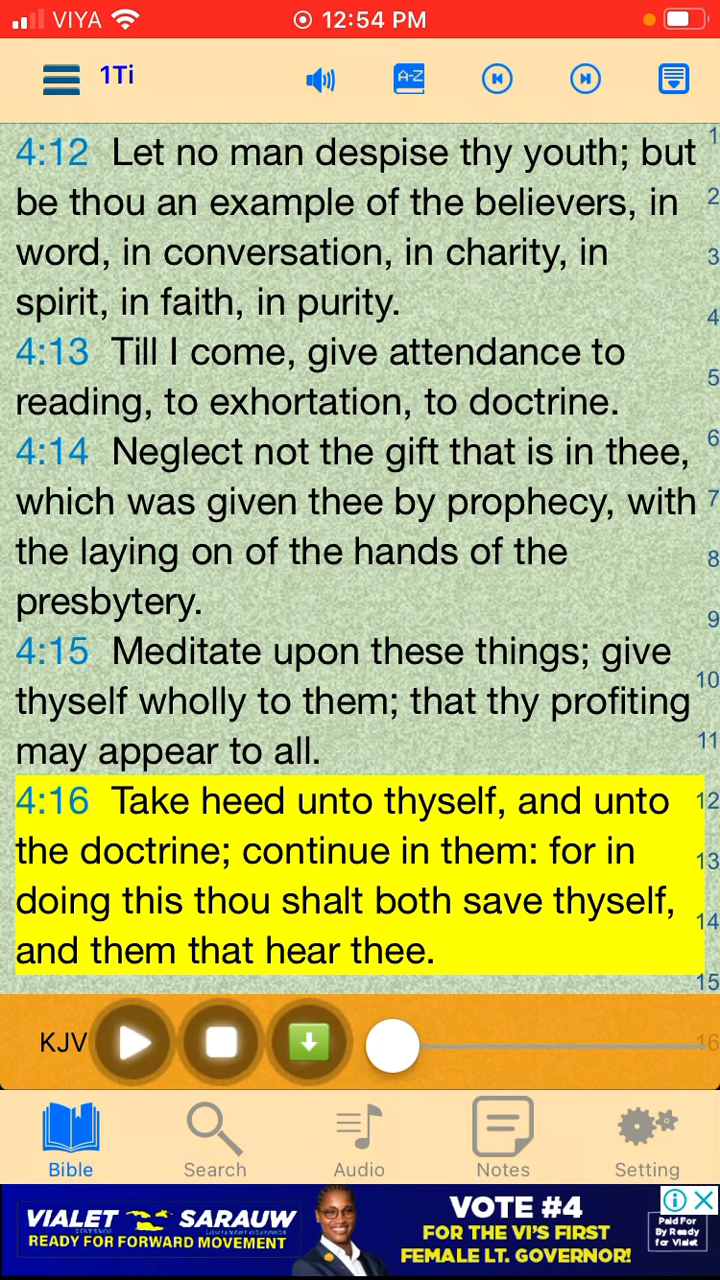 VIYA 12:54 PM
1Ti
A-Z
4:12 Let no man despise thy youth; but
be thou an example of the believers, in
word, in conversation, in charity, in
spirit, in faith, in purity.
4:13 Till I come, give attendance to
reading, to exhortation, to doctrine.
4:14 Neglect not the gift that is in thee,
which was given thee by prophecy, with
the laying on of the hands of the
presbytery.
4:15 Meditate upon these things; give
thyself wholly to them; that thy profiting
may appear to all.
4:16 Take heed unto thyself, and unto
the doctrine; continue in them: for in
doing this thou shalt both save thyself,
and them that hear thee.
1
2
3
4
5
6
7
8
9
10
11
12
13
14
15
16
KJV
Bible Search Audio Notes Setting
VIALET SARAUW
READY FOR FORWARD MOVEMENT
VOTE #4
FOR THE VI'S FIRST
FEMALE LT. GOVERNOR!
Paid For
By Ready
for Vialet